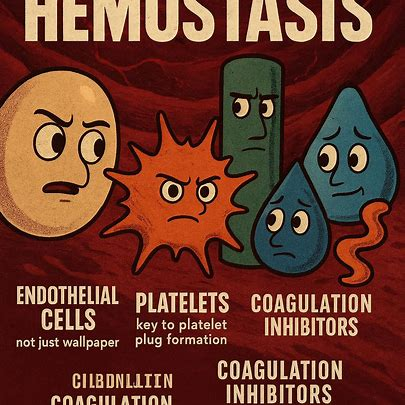 HEMOSTASIS
ENDOTHELIAL
CELLS
not just wallpaper
PLATELETS
key to platelet
plug formation
COAGULATION
INHIBITORS
COAGULATION
COAGULATION
INHIBITORS